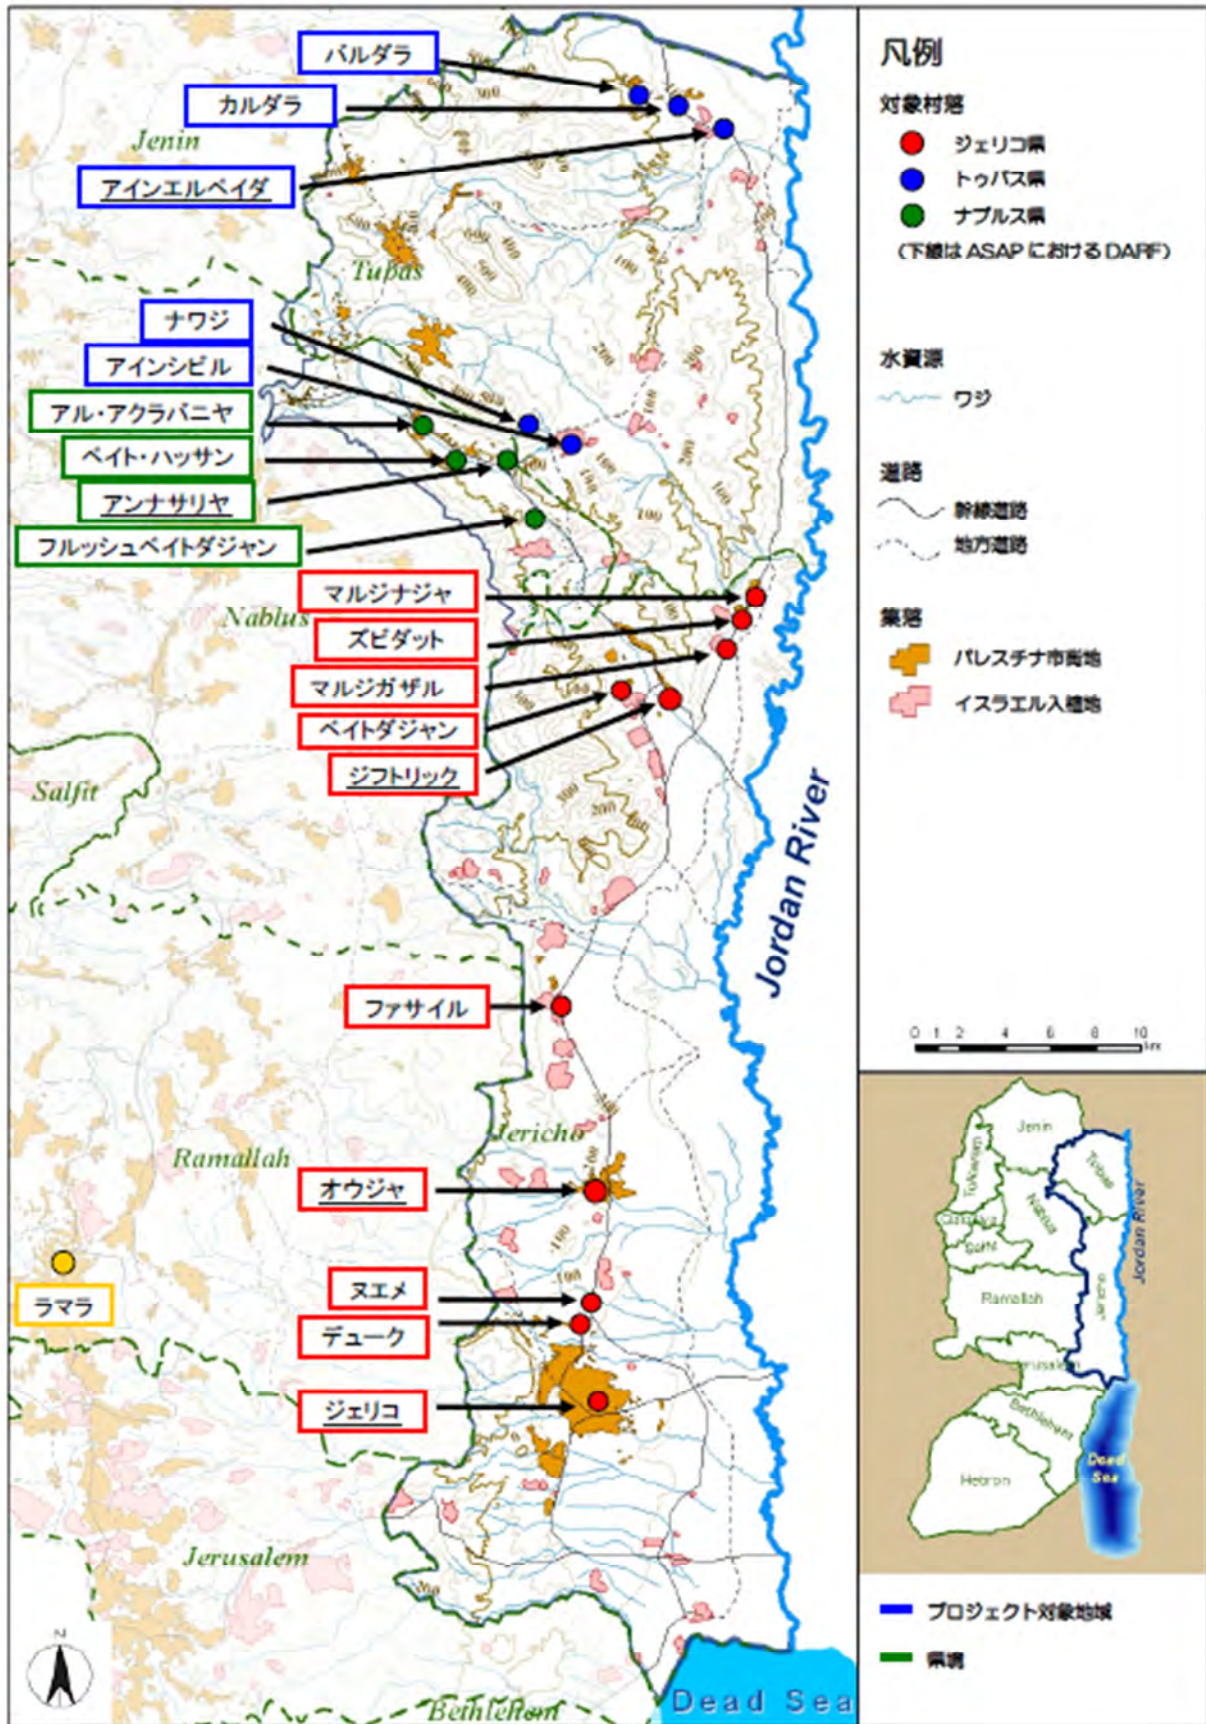 バルダラ
カルダラ
Jenin
アインエルベイダ
Tubas
ナワジ
アインシビル
アル・アクラバニヤ
ベイト・ハッサン
アンナサリヤ
フルッシュベイトダジャン
Nablus
マルジナジャ
ズビダット
マルジガザル
ベイトダジャン
ジフトリック
Salfit
Jordan River
ファサイル
Jericho
Ramallah
オウジャ
ヌエメ
ラマラ
デューク
ジェリコ
Jerusalem
N
Dead Sea
Bethlehem
凡例
対象村落
ジェリコ県
トゥバス県
ナブルス県
(下線は ASAP における DARF)
水資源
ワジ
道路
幹線道路
地方道路
集落
パレスチナ市街地
イスラエル入植地
0 1 2 4 6 8 10
km
Jenin
Tubas
Tulkarem
Nablus
Qalqiliya
Salfit
Jordan River
Ramallah
Jericho
Jerusalem
Bethlehem
Hebron
Dead
Sea
プロジェクト対象地域
県境